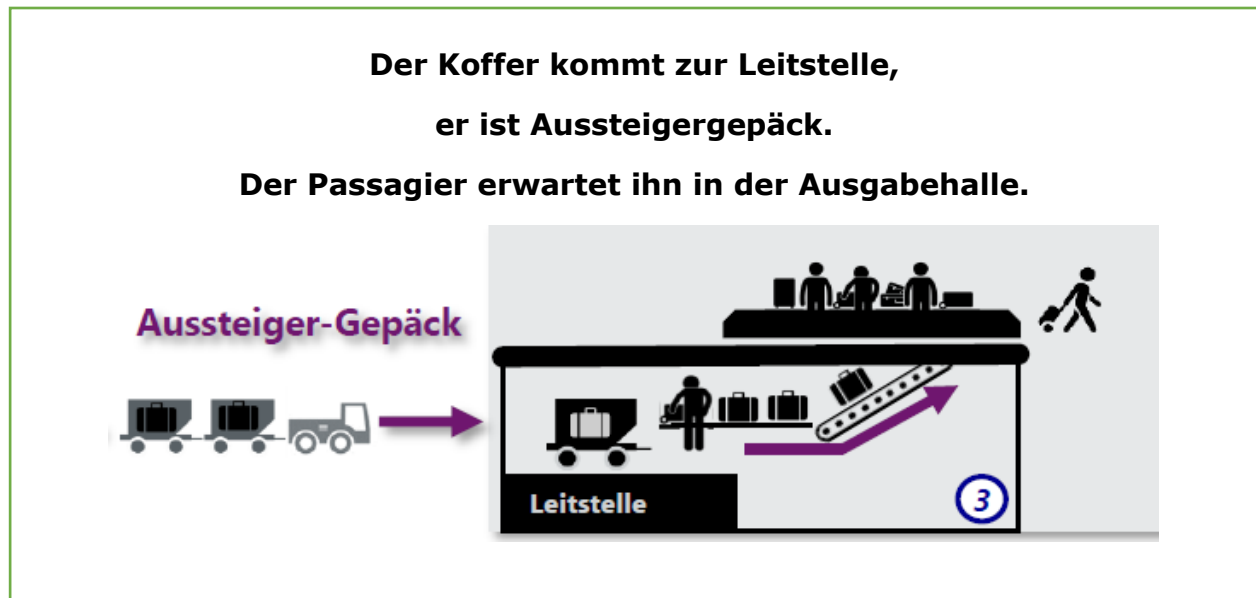 Der Koffer kommt zur Leitstelle,
er ist Aussteigergepäck.
Der Passagier erwartet ihn in der Ausgabehalle.
Aussteiger-Gepäck
Leitstelle
3